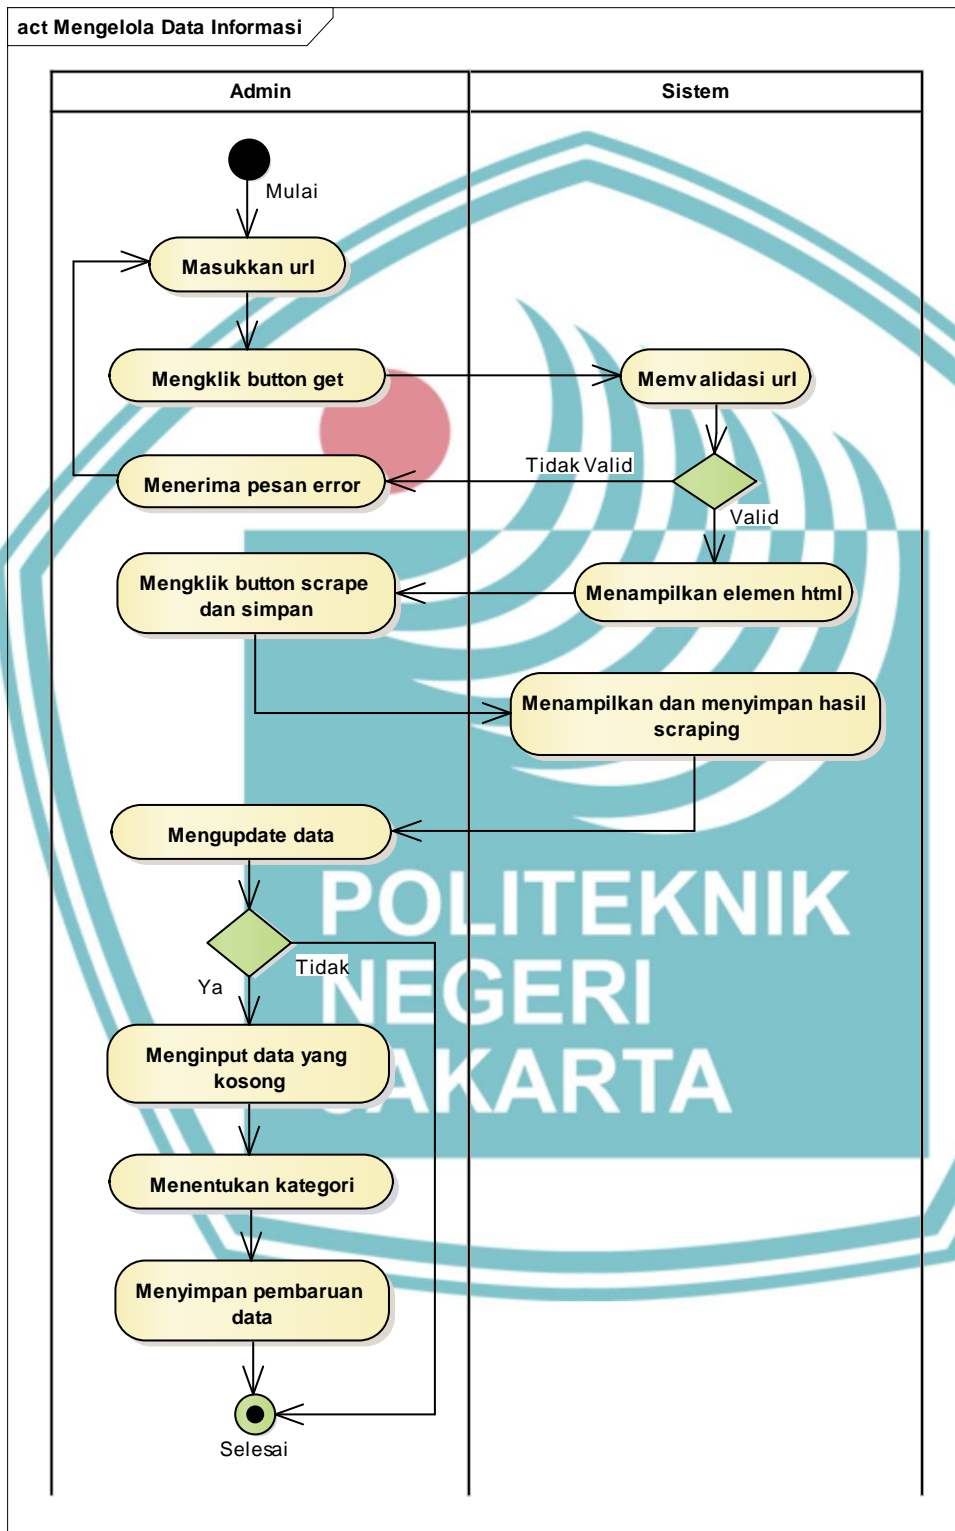 act Mengelola Data Informasi
Admin
Sistem
Mulai
Masukkan url
Mengklik button get
Memvalidasi url
Tidak Valid
Menerima pesan error
Valid
Mengklik button scrape
dan simpan
Menampilkan elemen html
Menampilkan dan menyimpan hasil
scraping
Mengupdate data
Tidak
Ya
Menginput data yang
kosong
Menentukan kategori
Menyimpan pembaruan
data
Selesai
POLITEKNIK
NEGERI
JAKARTA